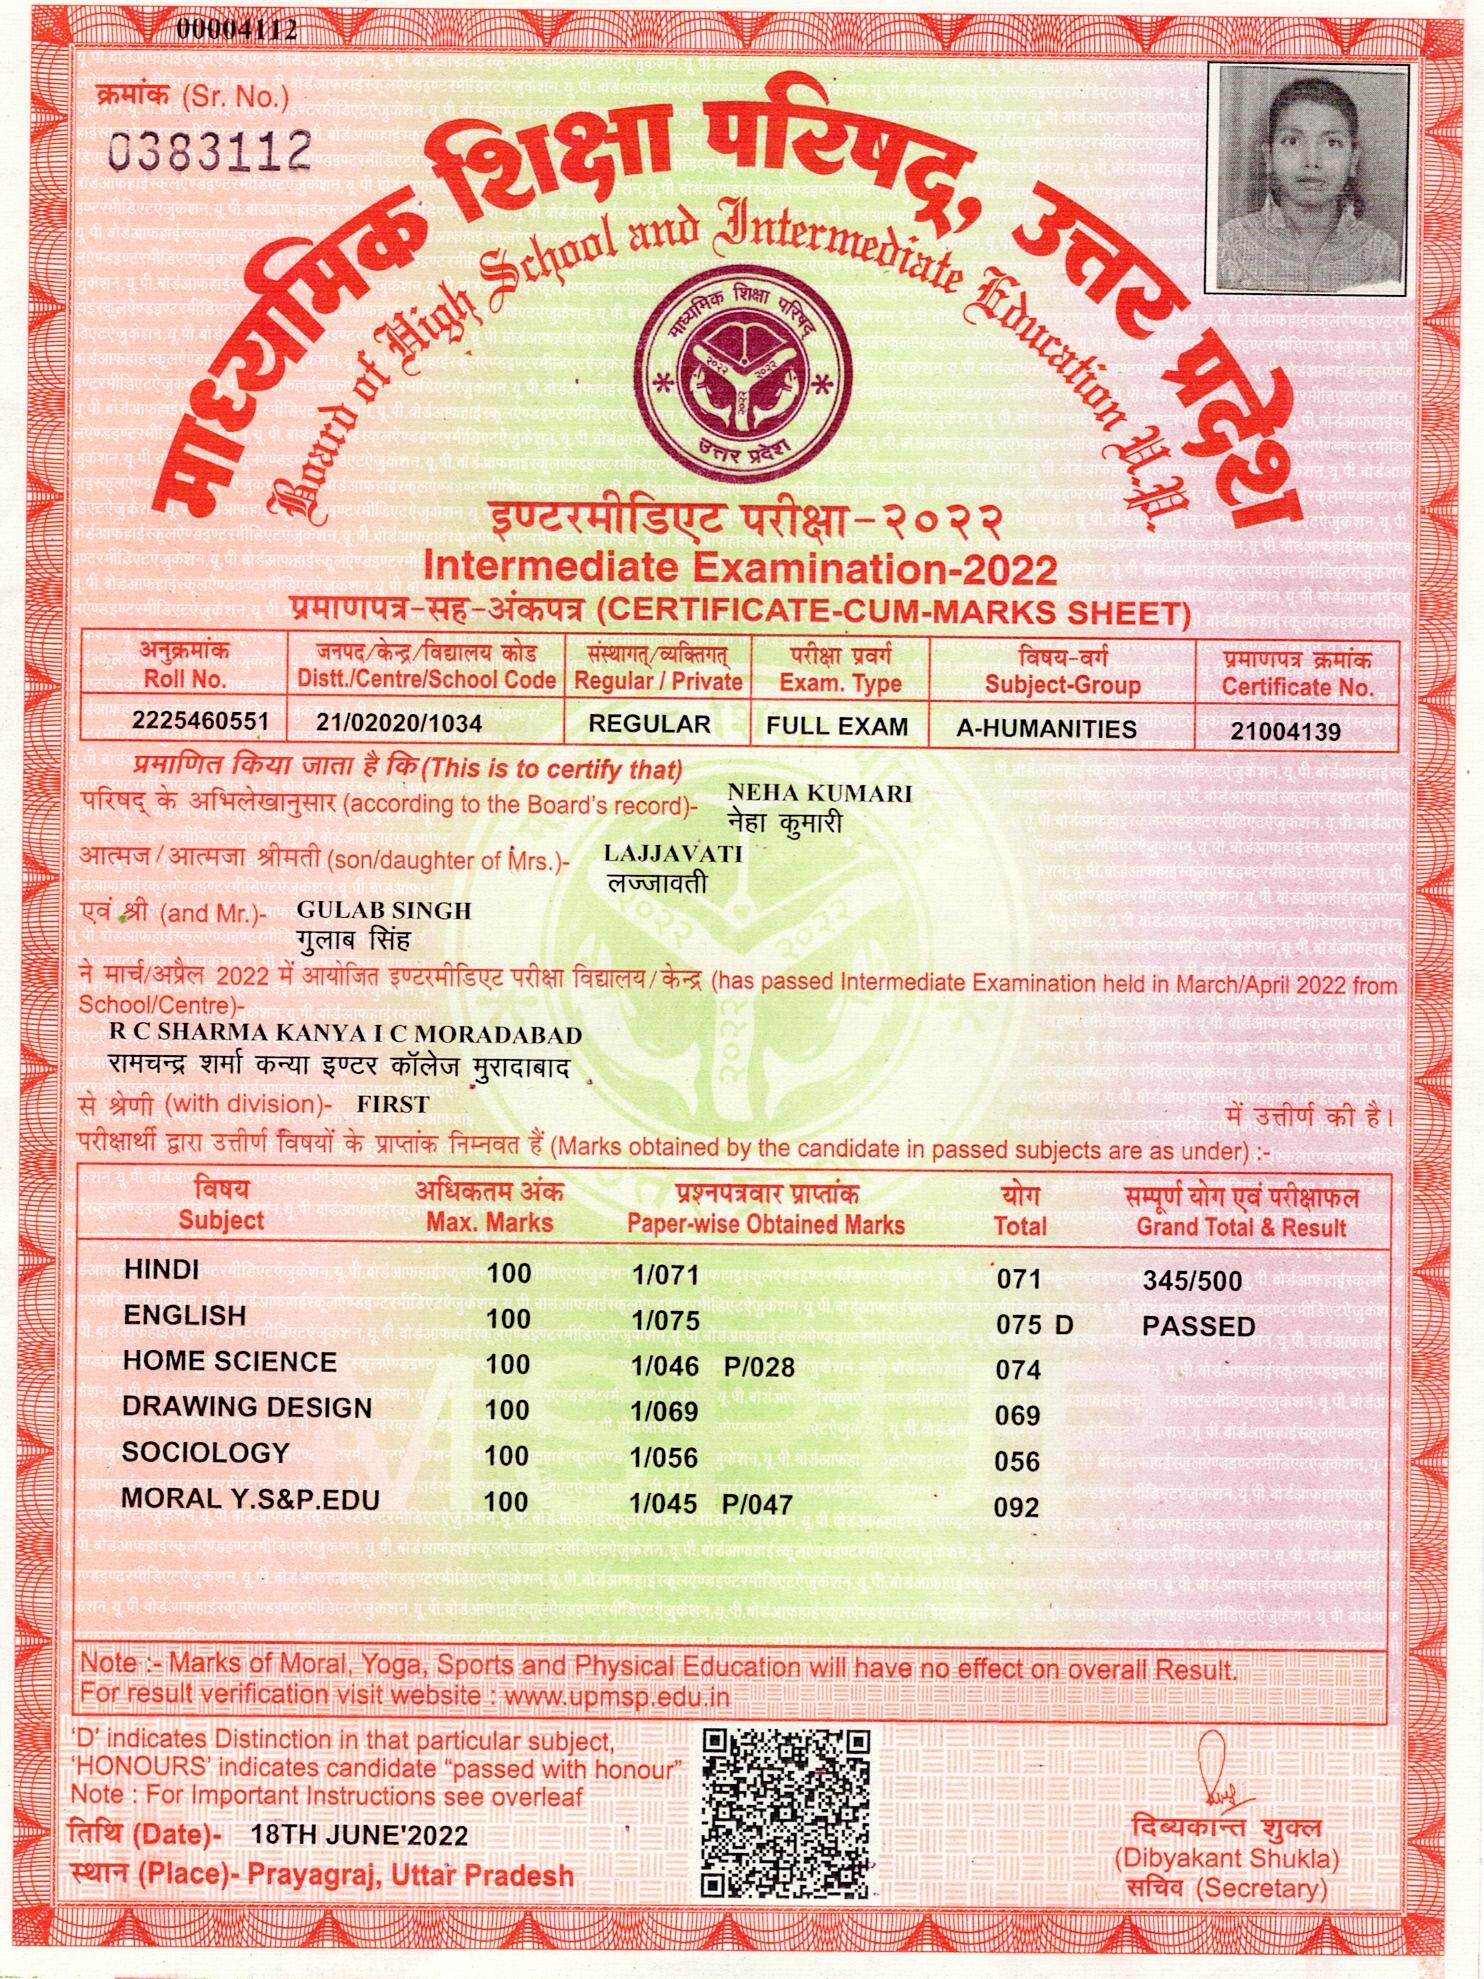 00004112
क्रमांक (Sr. No.)
0383112
माध्यमिक शिक्षा परिषद्, उत्तर प्रदेश
Board of High School and Intermediate Education U.P.
माध्यमिक शिक्षा परिषद्
२०२२ २०२२
२०२२
उत्तर प्रदेश
इण्टरमीडिएट परीक्षा-२०२२
Intermediate Examination-2022
प्रमाणपत्र-सह-अंकपत्र (CERTIFICATE-CUM-MARKS SHEET)
अनुक्रमांक जनपद/केन्द्र/विद्यालय कोड संस्थागत्/व्यक्तिगत् परीक्षा प्रवर्ग विषय-वर्ग प्रमाणपत्र क्रमांक
Roll No. Distt./Centre/School Code Regular / Private Exam. Type Subject-Group Certificate No.
2225460551 21/02020/1034 REGULAR FULL EXAM A-HUMANITIES 21004139
प्रमाणित किया जाता है कि (This is to certify that)
परिषद् के अभिलेखानुसार (according to the Board's record)- NEHA KUMARI
नेहा कुमारी
आत्मज/आत्मजा श्रीमती (son/daughter of Mrs.)- LAJJAVATI
लज्जावती
एवं श्री (and Mr.)- GULAB SINGH
गुलाब सिंह
ने मार्च/अप्रैल 2022 में आयोजित इण्टरमीडिएट परीक्षा विद्यालय/केन्द्र (has passed Intermediate Examination held in March/April 2022 from
School/Centre)-
R C SHARMA KANYA I C MORADABAD
रामचन्द्र शर्मा कन्या इण्टर कॉलेज मुरादाबाद
से श्रेणी (with division)- FIRST में उत्तीर्ण की है।
परीक्षार्थी द्वारा उत्तीर्ण विषयों के प्राप्तांक निम्नवत हैं (Marks obtained by the candidate in passed subjects are as under) :-
विषय अधिकतम अंक प्रश्नपत्रवार प्राप्तांक योग सम्पूर्ण योग एवं परीक्षाफल
Subject Max. Marks Paper-wise Obtained Marks Total Grand Total & Result
HINDI 100 1/071 071 345/500
ENGLISH 100 1/075 075 D PASSED
HOME SCIENCE 100 1/046 P/028 074
DRAWING DESIGN 100 1/069 069
SOCIOLOGY 100 1/056 056
MORAL Y.S&P.EDU 100 1/045 P/047 092
Note :- Marks of Moral, Yoga, Sports and Physical Education will have no effect on overall Result.
For result verification visit website : www.upmsp.edu.in
'D' indicates Distinction in that particular subject,
'HONOURS' indicates candidate "passed with honour"
Note : For Important Instructions see overleaf
तिथि (Date)- 18TH JUNE'2022
स्थान (Place)- Prayagraj, Uttar Pradesh
दिव्यकान्त शुक्ल
(Dibyakant Shukla)
सचिव (Secretary)